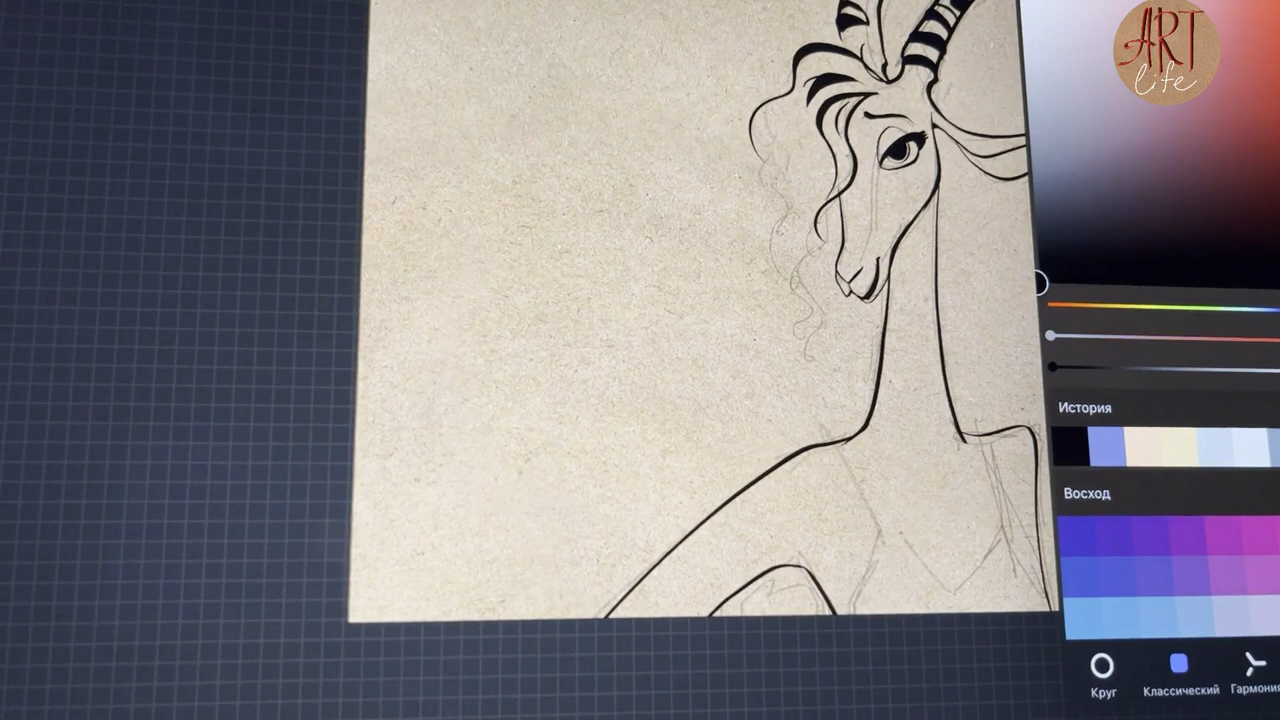 ART
life
История
Восход
Круг
Классический
Гармония